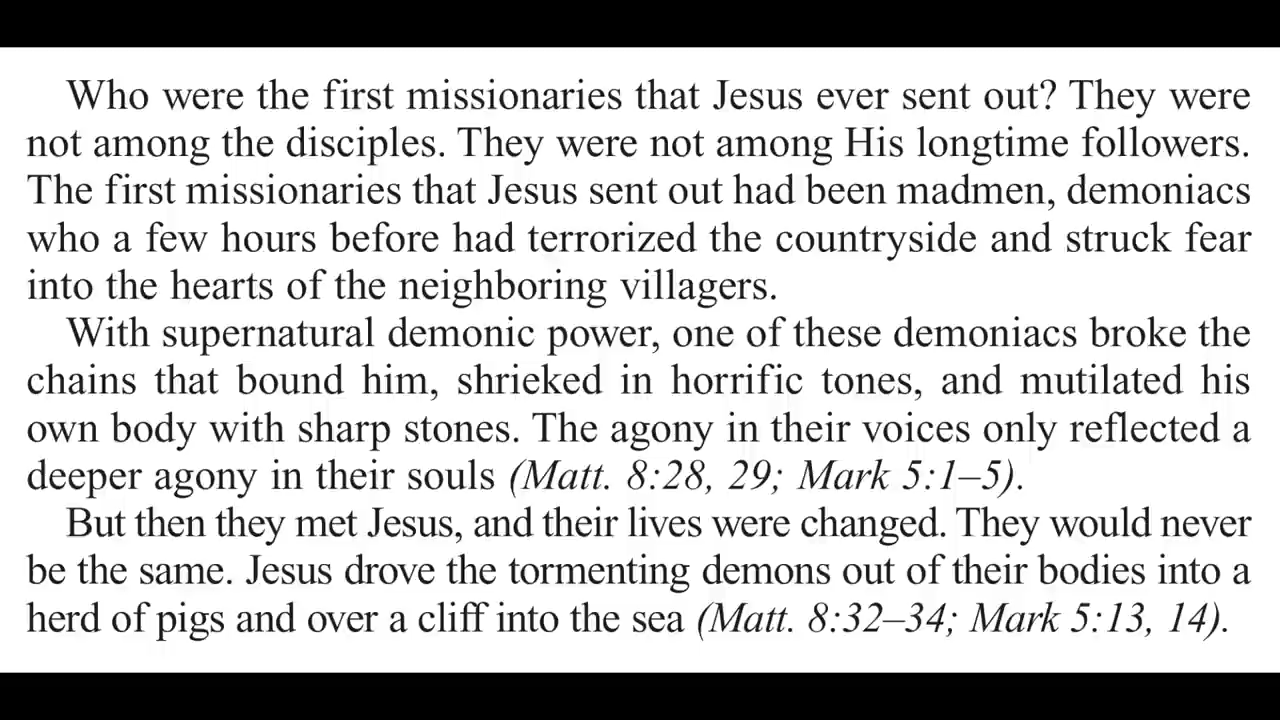 Who were the first missionaries that Jesus ever sent out? They were
not among the disciples. They were not among His longtime followers.
The first missionaries that Jesus sent out had been madmen, demoniacs
who a few hours before had terrorized the countryside and struck fear
into the hearts of the neighboring villagers.
With supernatural demonic power, one of these demoniacs broke the
chains that bound him, shrieked in horrific tones, and mutilated his
own body with sharp stones. The agony in their voices only reflected a
deeper agony in their souls (Matt. 8:28, 29; Mark 5:1–5).
But then they met Jesus, and their lives were changed. They would never
be the same. Jesus drove the tormenting demons out of their bodies into a
herd of pigs and over a cliff into the sea (Matt. 8:32–34; Mark 5:13, 14).